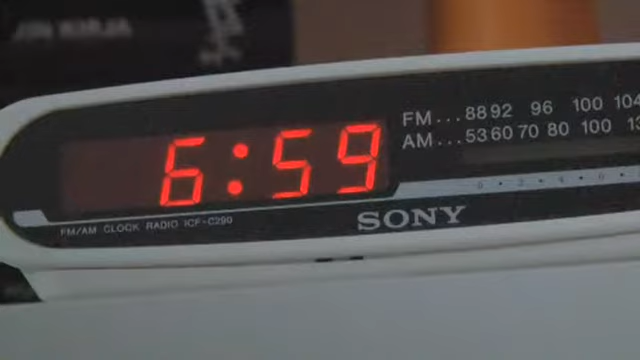 FM...88 92 96 100 104
AM...53 60 70 80 100 13
6:59
FM/AM CLOCK RADIO ICF-C290
SONY